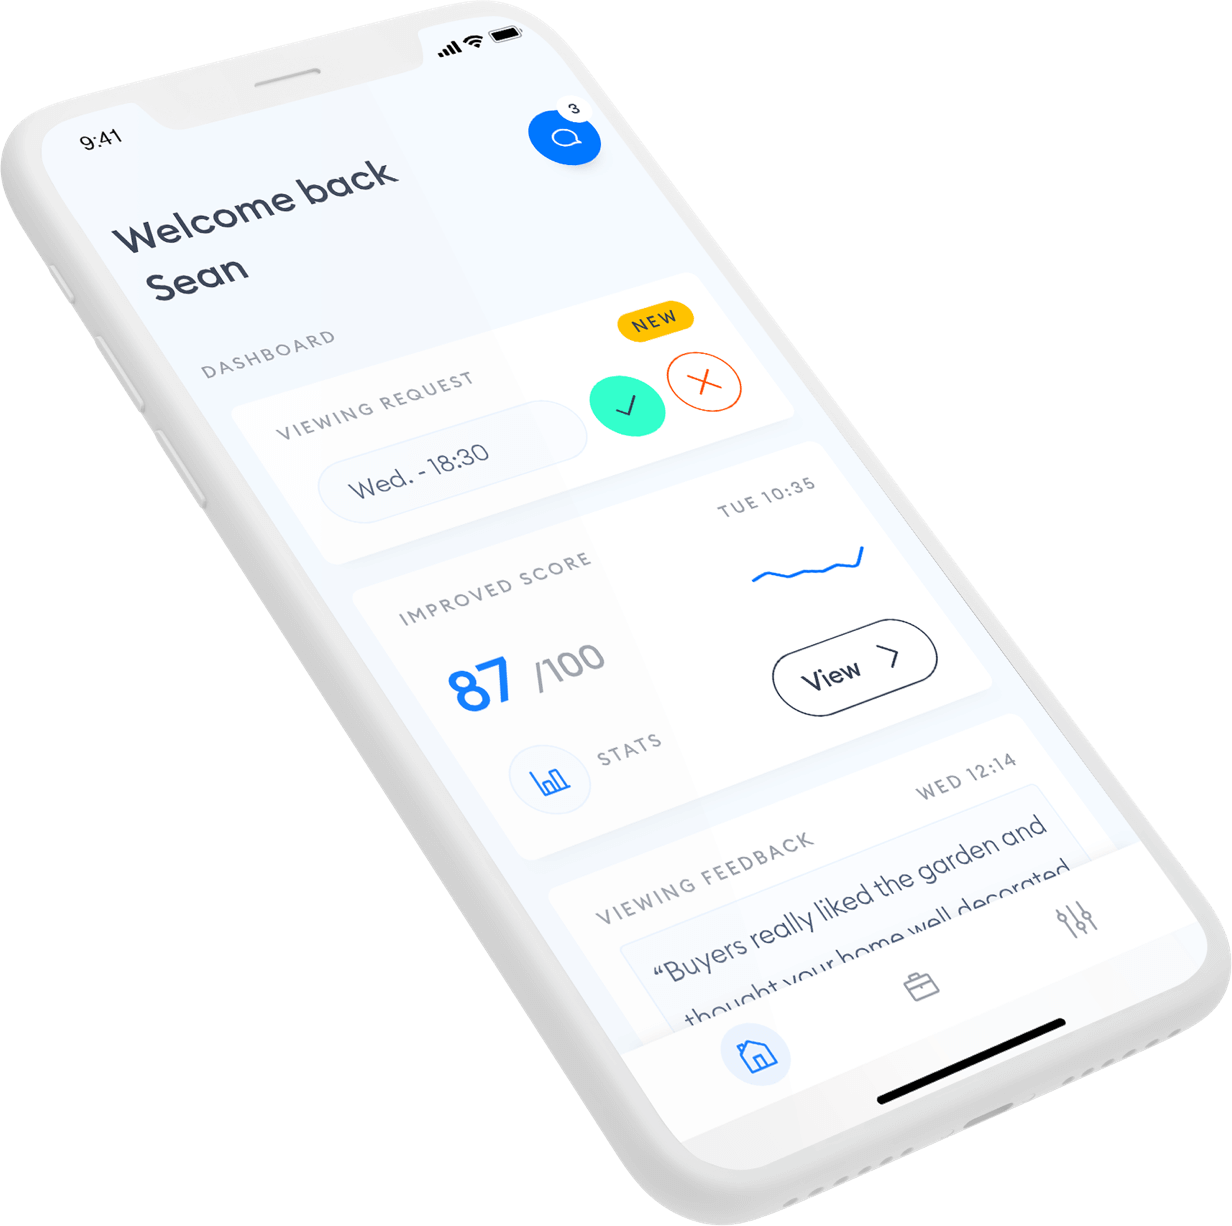 9:41
3
Welcome back
Sean
DASHBOARD
NEW
VIEWING REQUEST
Wed. - 18:30
TUE 10:35
IMPROVED SCORE
87 /100
View
STATS
WED 12:14
VIEWING FEEDBACK
“Buyers really liked the garden and
thought your home well decorated